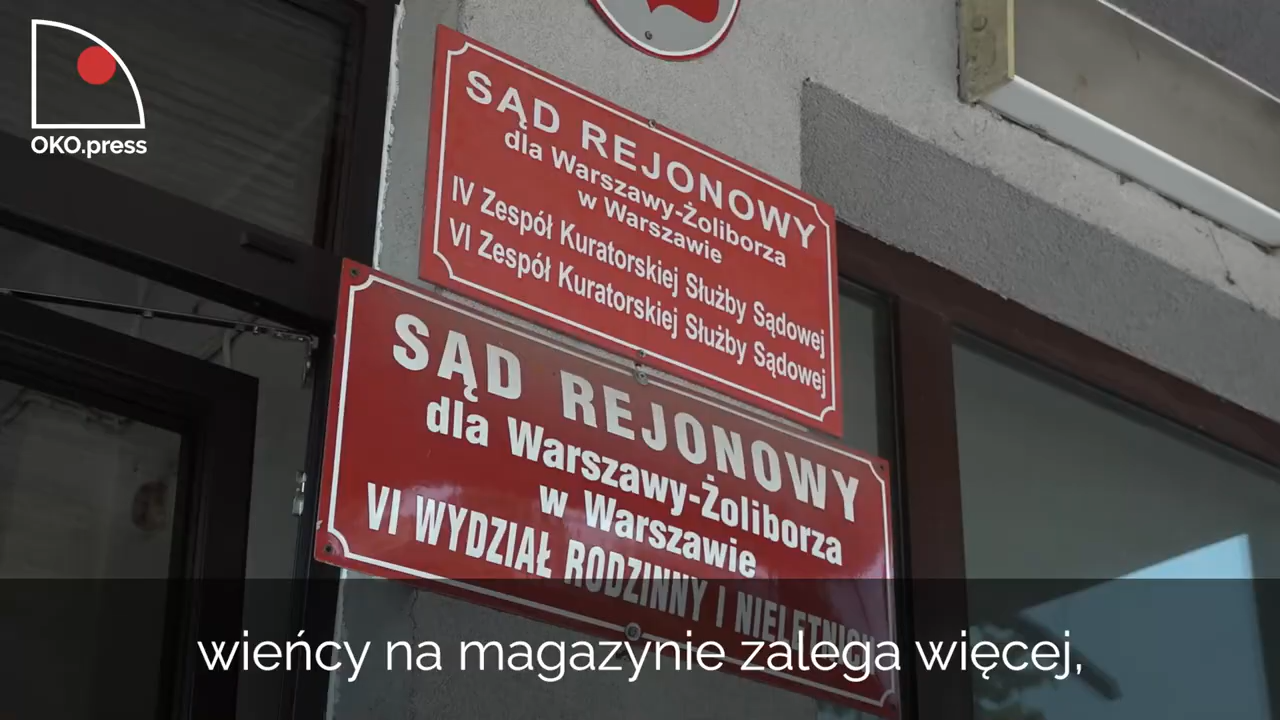 OKO.press
SĄD REJONOWY
dla Warszawy-Żoliborza
w Warszawie
IV Zespół Kuratorskiej Służby Sądowej
VI Zespół Kuratorskiej Służby Sądowej
SĄD REJONOWY
dla Warszawy-Żoliborza
w Warszawie
VI WYDZIAŁ RODZINNY I NIELETNICH
wieńcy na magazynie zalega więcej,